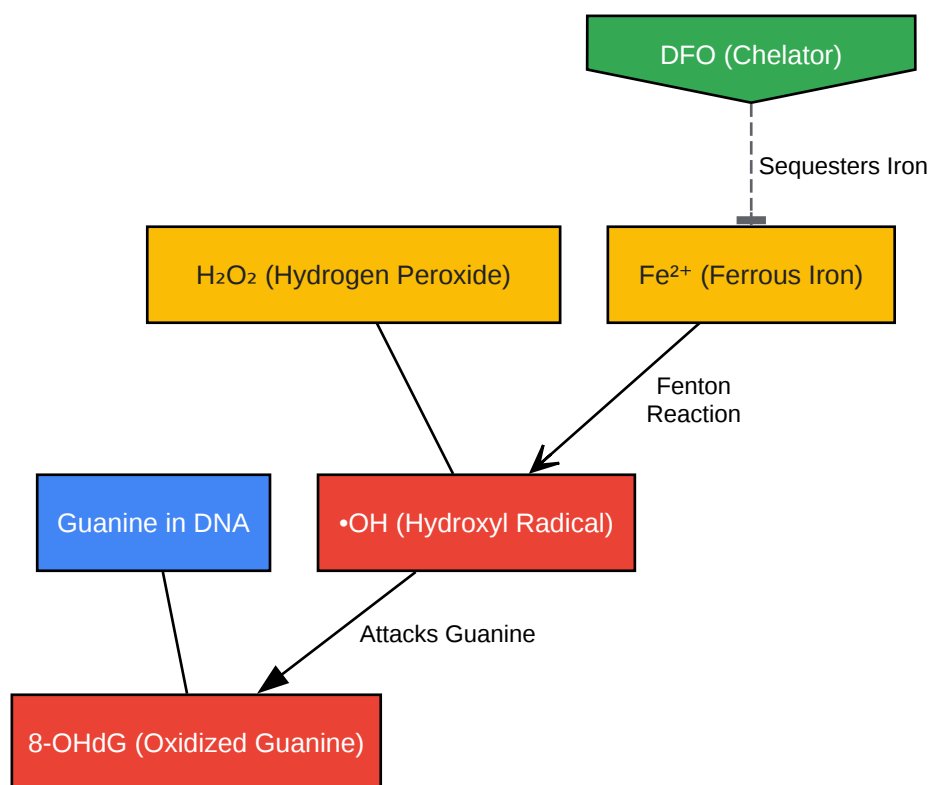 DFO (Chelator)
Sequesters Iron
H₂O₂ (Hydrogen Peroxide)
Fe²⁺ (Ferrous Iron)
Fenton
Reaction
Guanine in DNA
•OH (Hydroxyl Radical)
Attacks Guanine
8-OHdG (Oxidized Guanine)